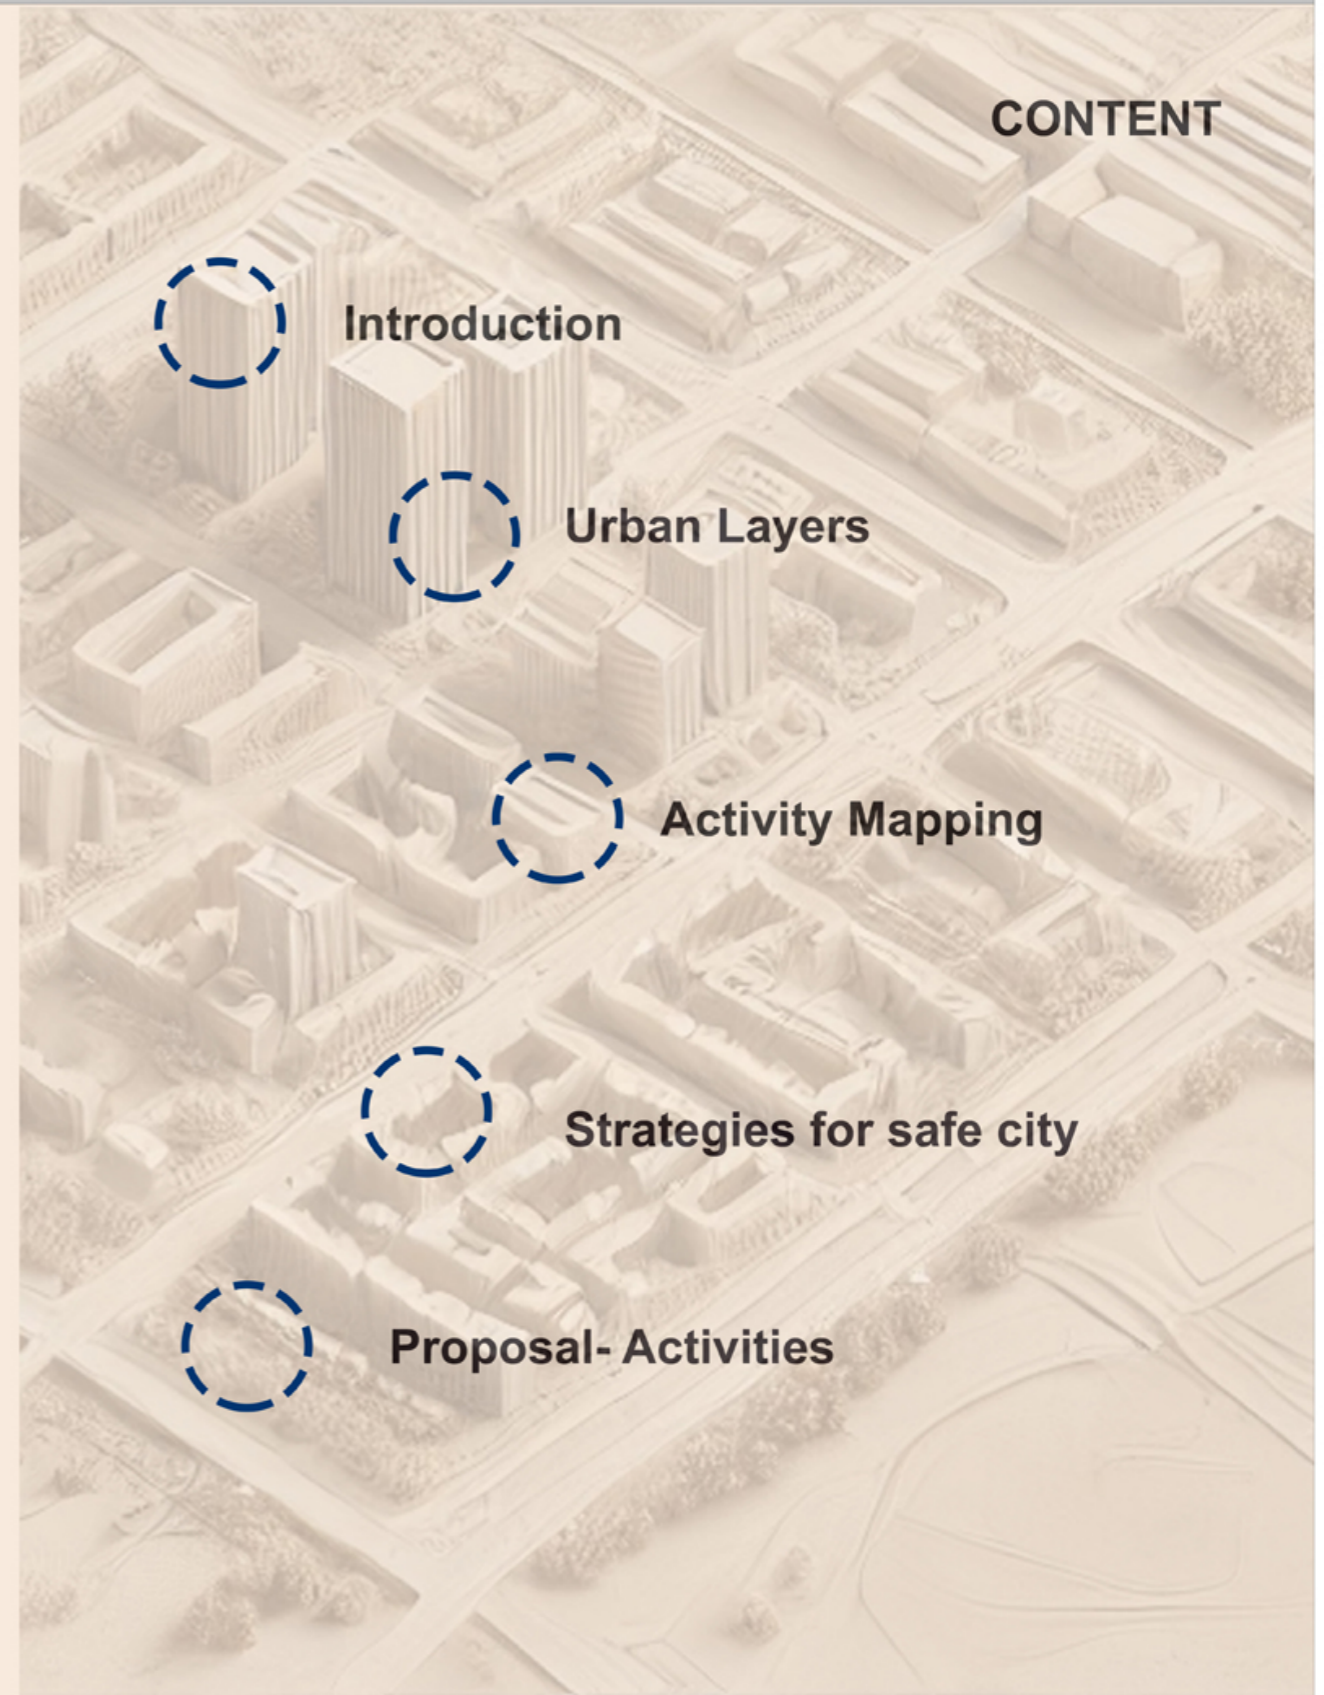 CONTENT
Introduction
Urban Layers
Activity Mapping
Strategies for safe city
Proposal- Activities